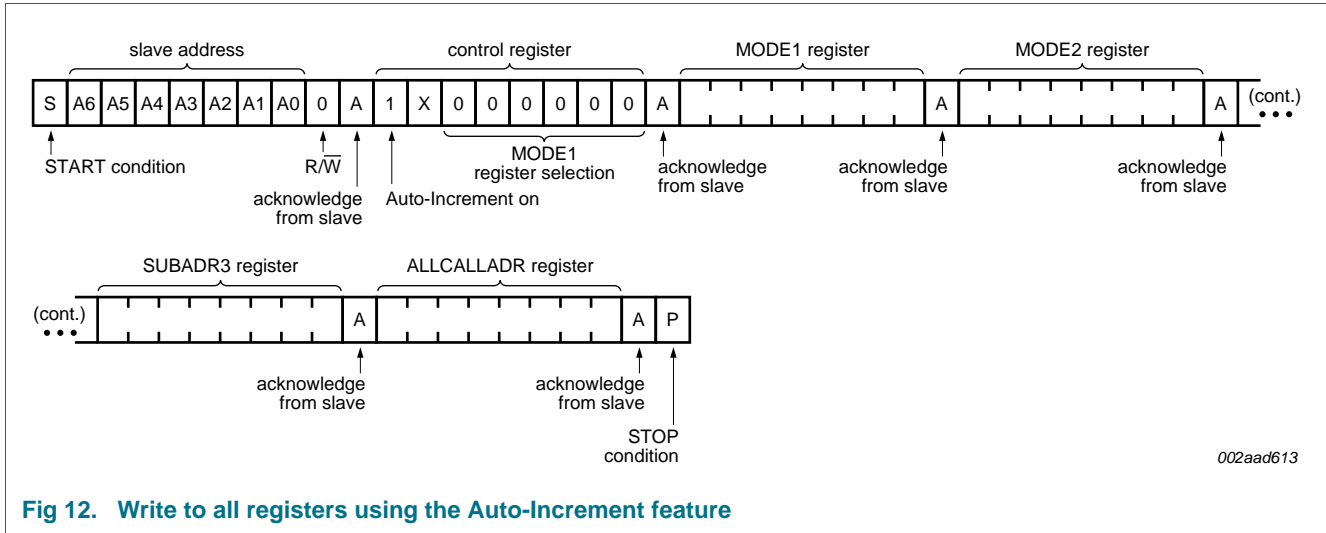 slave address control register MODE1 register MODE2 register
S A6 A5 A4 A3 A2 A1 A0 0 A 1 X 0 0 0 0 0 0 A A A (cont.)
START condition R/W̅ MODE1
register selection
acknowledge
from slave
Auto-Increment on
acknowledge
from slave
acknowledge
from slave
acknowledge
from slave
SUBADR3 register ALLCALLADR register
(cont.) A A P
acknowledge
from slave
acknowledge
from slave
STOP
condition
002aad613
Fig 12. Write to all registers using the Auto-Increment feature